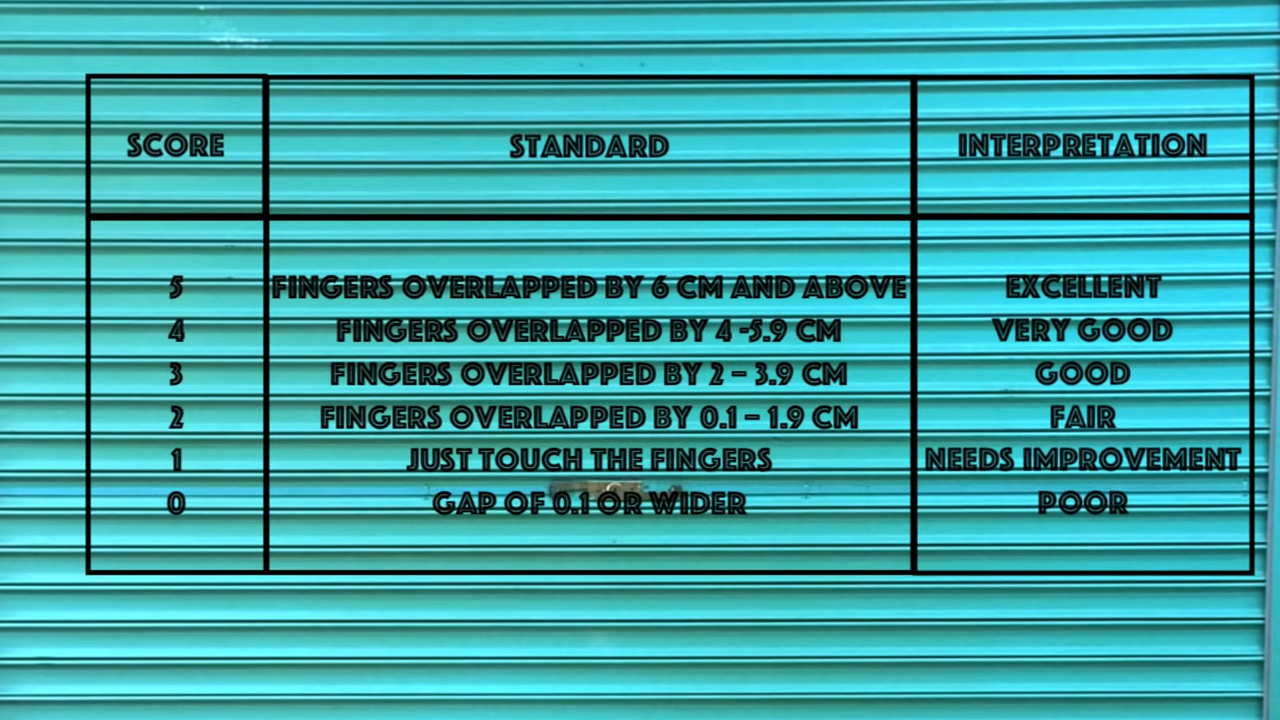 SCORE STANDARD INTERPRETATION
5 FINGERS OVERLAPPED BY 6 CM AND ABOVE EXCELLENT
4 FINGERS OVERLAPPED BY 4 -5.9 CM VERY GOOD
3 FINGERS OVERLAPPED BY 2 – 3.9 CM GOOD
2 FINGERS OVERLAPPED BY 0.1 – 1.9 CM FAIR
1 JUST TOUCH THE FINGERS NEEDS IMPROVEMENT
0 GAP OF 0.1 OR WIDER POOR